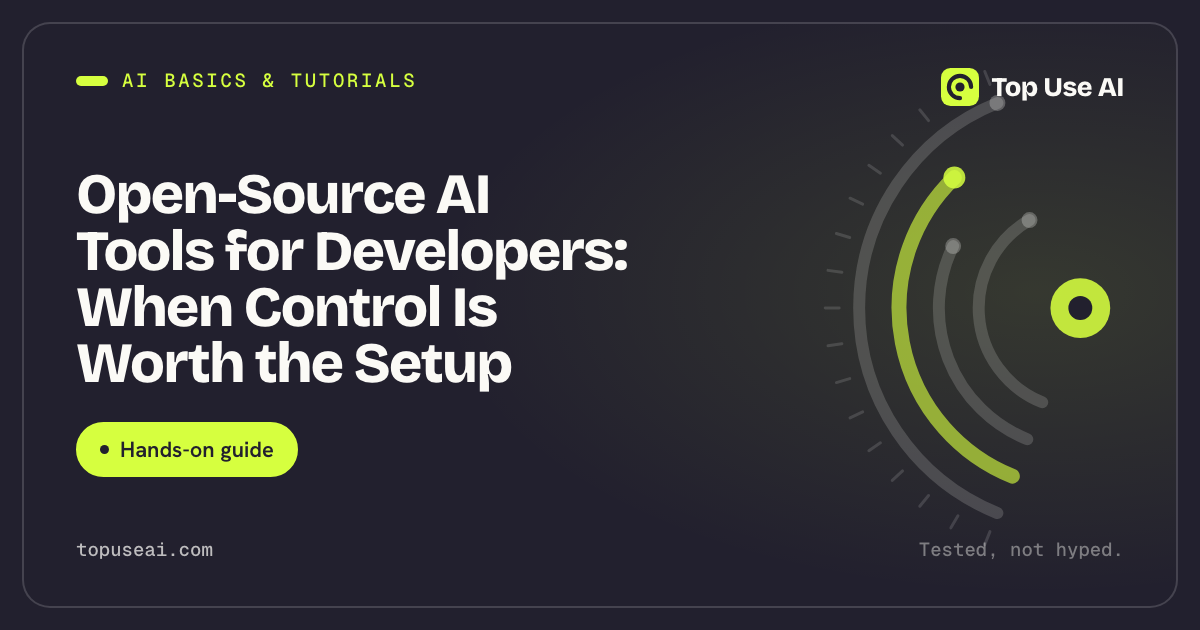 AI BASICS & TUTORIALS
Top Use AI
Open-Source AI
Tools for Developers:
When Control Is
Worth the Setup
Hands-on guide
topuseai.com
Tested, not hyped.